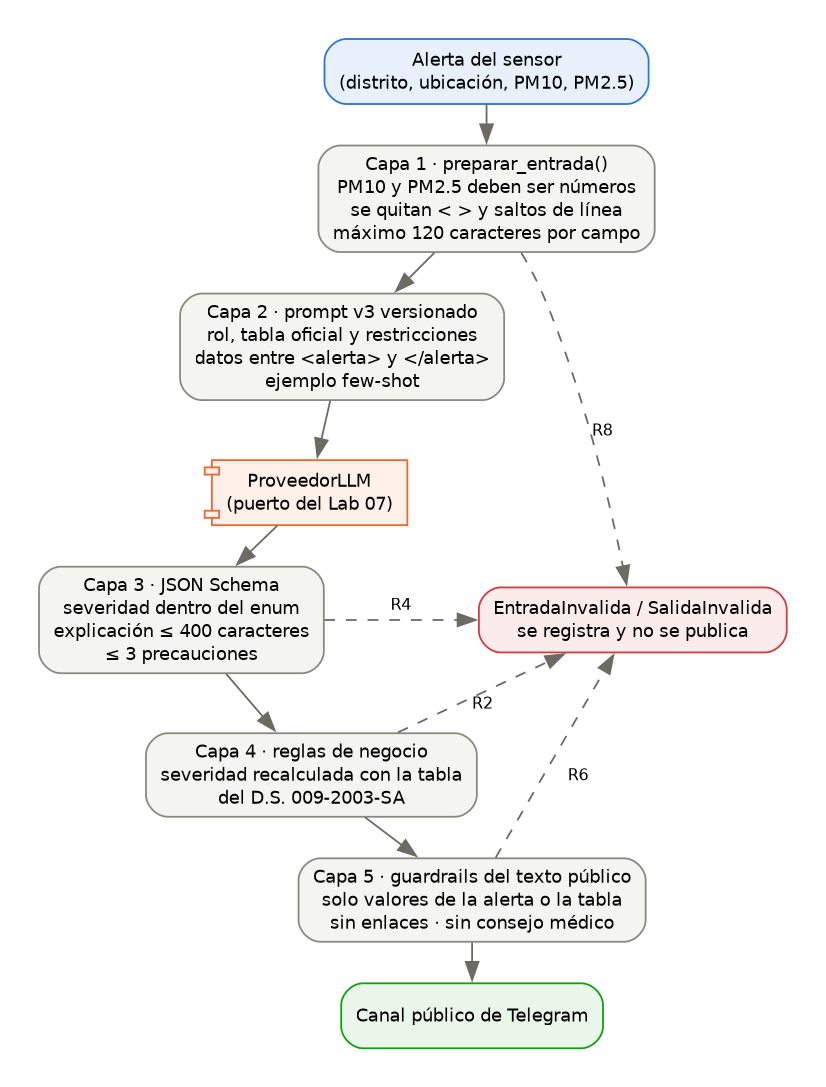 Alerta del sensor
(distrito, ubicación, PM10, PM2.5)
Capa 1 · preparar_entrada()
PM10 y PM2.5 deben ser números
se quitan < > y saltos de línea
máximo 120 caracteres por campo
Capa 2 · prompt v3 versionado
rol, tabla oficial y restricciones
datos entre <alerta> y </alerta>
ejemplo few-shot
R8
ProveedorLLM
(puerto del Lab 07)
Capa 3 · JSON Schema
severidad dentro del enum
explicación ≤ 400 caracteres
≤ 3 precauciones
R4
EntradaInvalida / SalidaInvalida
se registra y no se publica
R2
Capa 4 · reglas de negocio
severidad recalculada con la tabla
del D.S. 009-2003-SA
R6
Capa 5 · guardrails del texto público
solo valores de la alerta o la tabla
sin enlaces · sin consejo médico
Canal público de Telegram